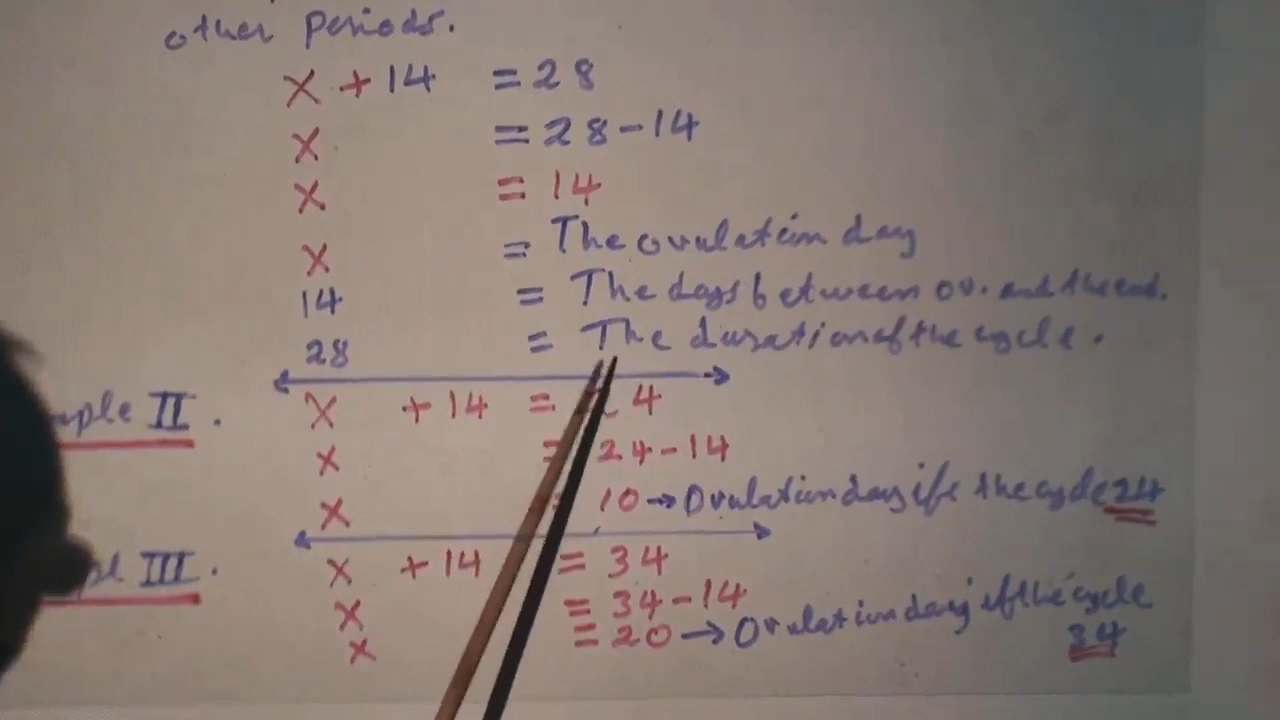 other periods.
X + 14 = 28
X = 28 - 14
X = 14
X = The ovulation day
14 = The days between ov. and the end.
28 = The duration of the cycle.
II. X + 14 = 4
X = 24 - 14
X = 10 → Ovulation day if the cycle 24
III. X + 14 = 34
X = 34 - 14
X = 20 → Ovulation day if the cycle
34